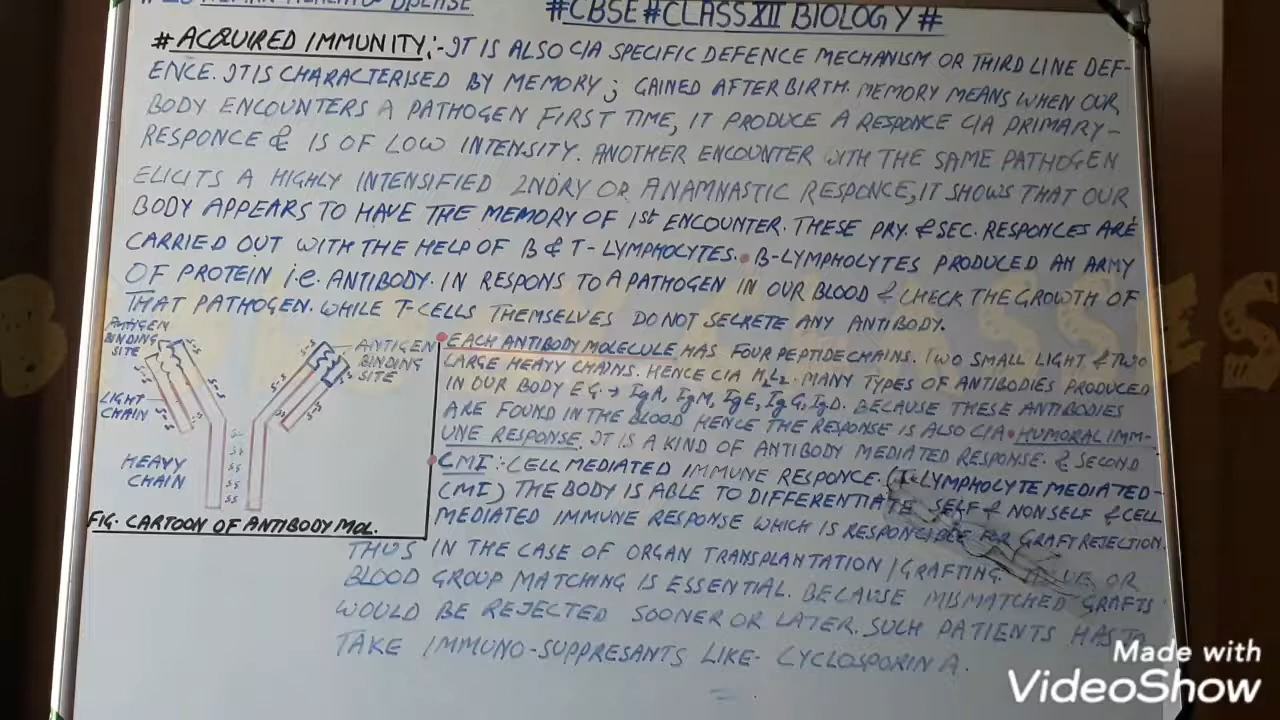 HUMAN HEALTH & DISEASE
#CBSE#CLASS XII BIOLOGY#
#ACQUIRED IMMUNITY:- IT IS ALSO C/A SPECIFIC DEFENCE MECHANISM OR THIRD LINE DEF-
ENCE. IT IS CHARACTERISED BY MEMORY; GAINED AFTER BIRTH. MEMORY MEANS WHEN OUR
BODY ENCOUNTERS A PATHOGEN FIRST TIME, IT PRODUCE A RESPONCE C/A PRIMARY-
RESPONCE & IS OF LOW INTENSITY. ANOTHER ENCOUNTER WITH THE SAME PATHOGEN
ELICITS A HIGHLY INTENSIFIED 2NDRY OR ANAMNASTIC RESPONCE, IT SHOWS THAT OUR
BODY APPEARS TO HAVE THE MEMORY OF 1st ENCOUNTER. THESE PRY. & SEC. RESPONCES ARE
CARRIED OUT WITH THE HELP OF B & T-LYMPHOLYTES. B-LYMPHOLYTES PRODUCED AN ARMY
OF PROTEIN i.e. ANTIBODY. IN RESPONS TO A PATHOGEN IN OUR BLOOD & CHECK THE GROWTH OF
THAT PATHOGEN. WHILE T-CELLS THEMSELVES DO NOT SECRETE ANY ANTIBODY.
ANTIGEN
BINDING
SITE
ANTIGEN
BINDING
SITE
LIGHT
CHAIN
HEAVY
CHAIN
FIG. CARTOON OF ANTIBODY MOL.
EACH ANTIBODY MOLECULE HAS FOUR PEPTIDE CHAINS. TWO SMALL LIGHT & TWO
LARGE HEAVY CHAINS. HENCE C/A H2L2. MANY TYPES OF ANTIBODIES PRODUCED
IN OUR BODY E.G. → IgA, IgM, IgE, IgG, IgD. BECAUSE THESE ANTIBODIES
ARE FOUND IN THE BLOOD HENCE THE RESPONSE IS ALSO C/A HUMORAL IMM-
UNE RESPONSE. IT IS A KIND OF ANTIBODY MEDIATED RESPONSE. & SECOND
CMI:- CELL MEDIATED IMMUNE RESPONCE. (T-LYMPHOLYTE MEDIATED-
CMI) THE BODY IS ABLE TO DIFFERENTIATE SELF & NONSELF & CELL
MEDIATED IMMUNE RESPONSE WHICH IS RESPONCIBLE FOR GRAFT REJECTION.
THUS IN THE CASE OF ORGAN TRANSPLANTATION/GRAFTING. OR
BLOOD GROUP MATCHING IS ESSENTIAL. BECAUSE MISMATCHED GRAFTS
WOULD BE REJECTED SOONER OR LATER. SUCH PATIENTS HAS TO
TAKE IMMUNO-SUPPRESANTS LIKE- CYCLOSPORIN A.
Made with
VideoShow